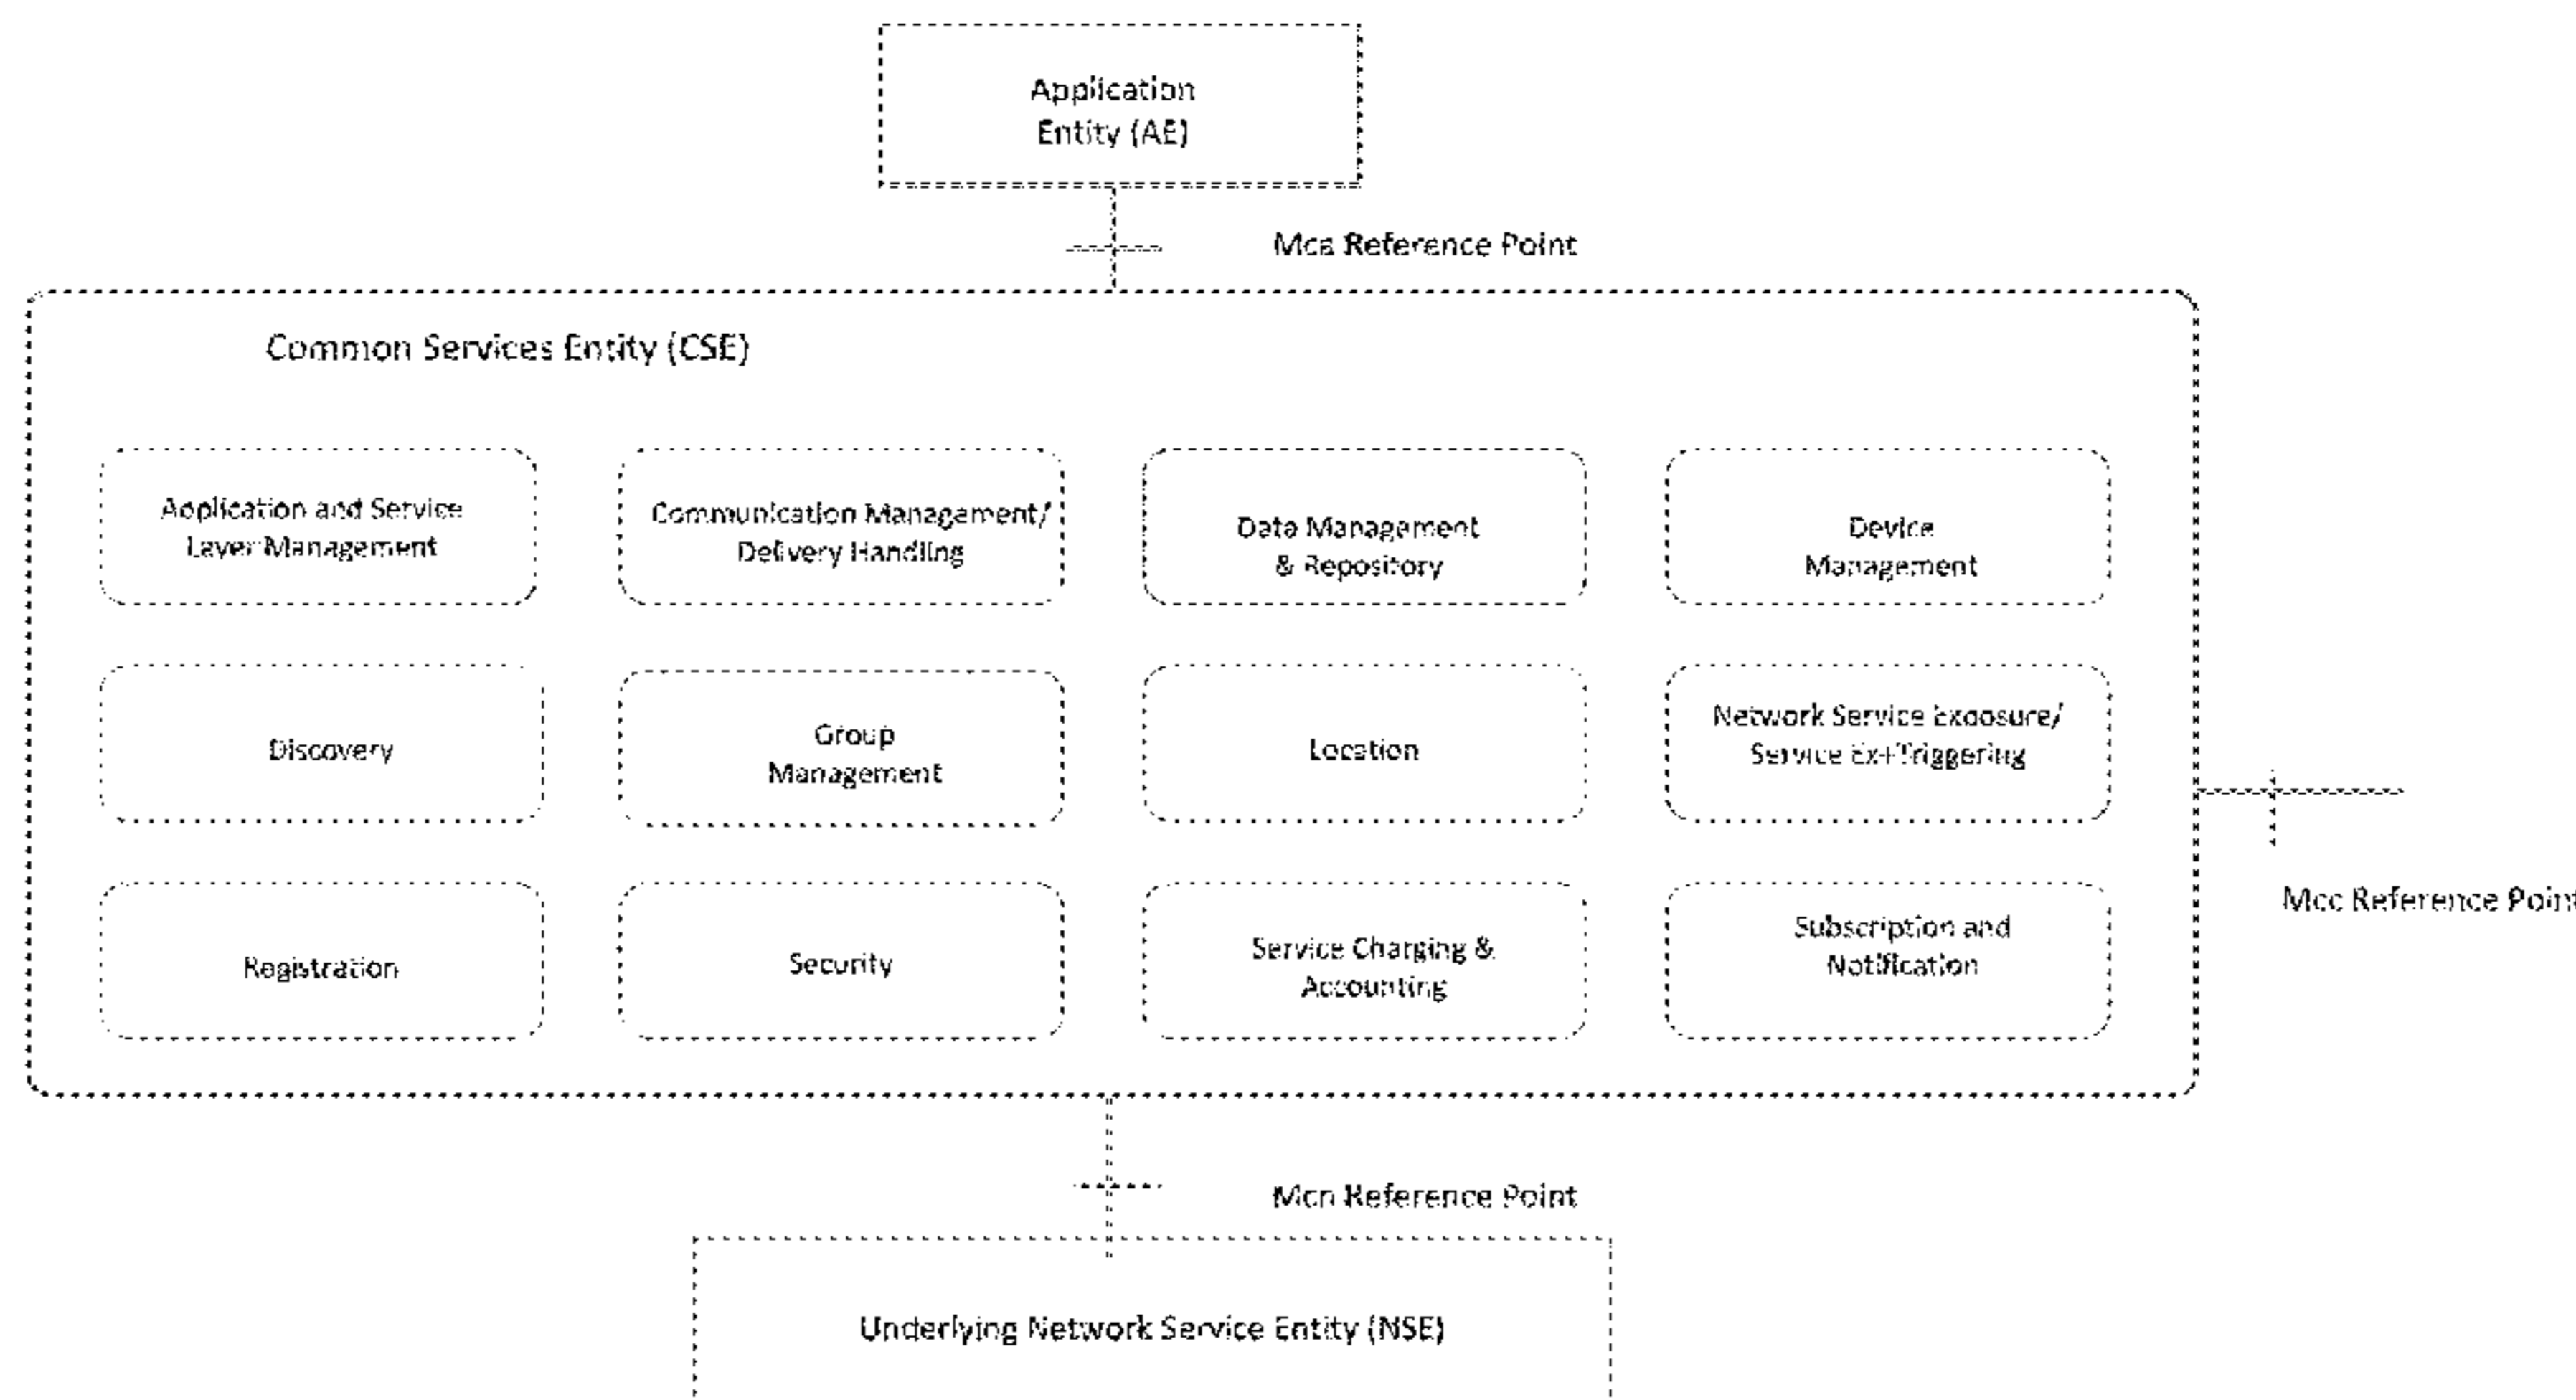 Application
Entity (AE)
Mca Reference Point
Common Services Entity (CSE)
Application and Service
Layer Management
Communication Management/
Delivery Handling
Data Management
& Repository
Device
Management
Discovery
Group
Management
Location
Network Service Exposure/
Service Ex+Triggering
Registration
Security
Service Charging &
Accounting
Subscription and
Notification
Mcc Reference Point
Mcn Reference Point
Underlying Network Service Entity (NSE)